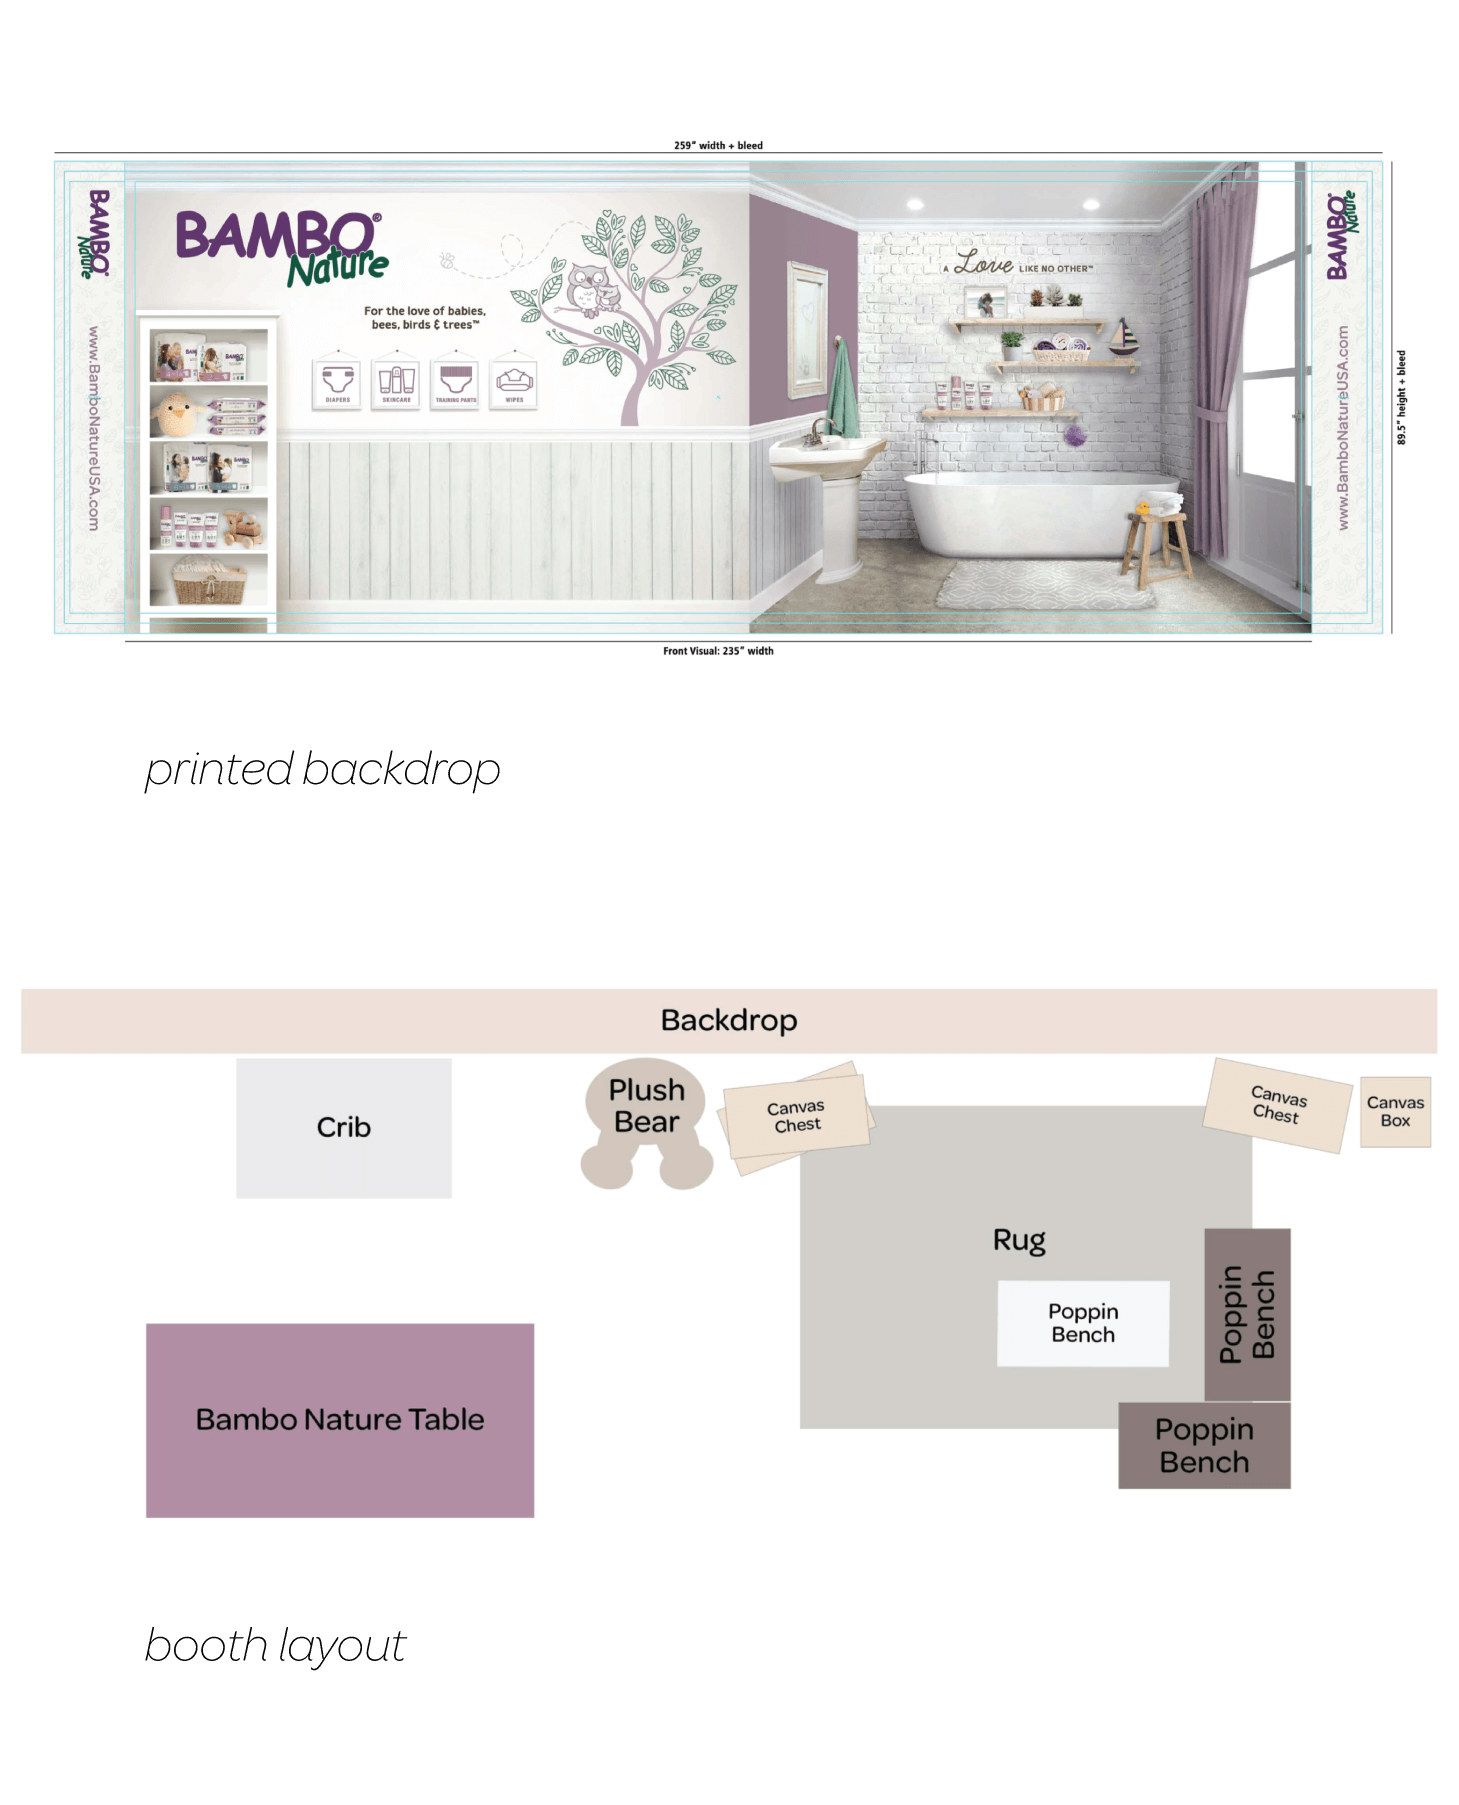 259" width + bleed
BAMBO®
Nature
www.BamboNatureUSA.com
BAMBO®
Nature
For the love of babies,
bees, birds & trees™
DIAPERS
SKINCARE
TRAINING PANTS
WIPES
A Love LIKE NO OTHER™
BAMBO®
Nature
www.BamboNatureUSA.com
89.5" height + bleed
Front Visual: 235" width
printed backdrop
Backdrop
Crib
Plush
Bear
Canvas
Chest
Canvas
Chest
Canvas
Box
Rug
Poppin
Bench
Poppin
Bench
Bambo Nature Table
Poppin
Bench
booth layout